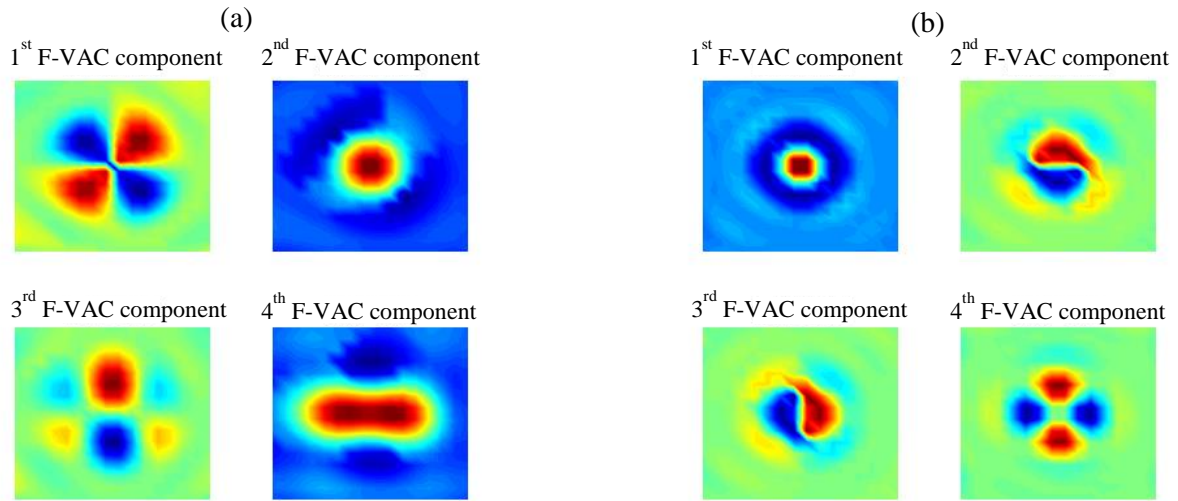 (a)
1st F-VAC component
2nd F-VAC component
3rd F-VAC component
4th F-VAC component
(b)
1st F-VAC component
2nd F-VAC component
3rd F-VAC component
4th F-VAC component